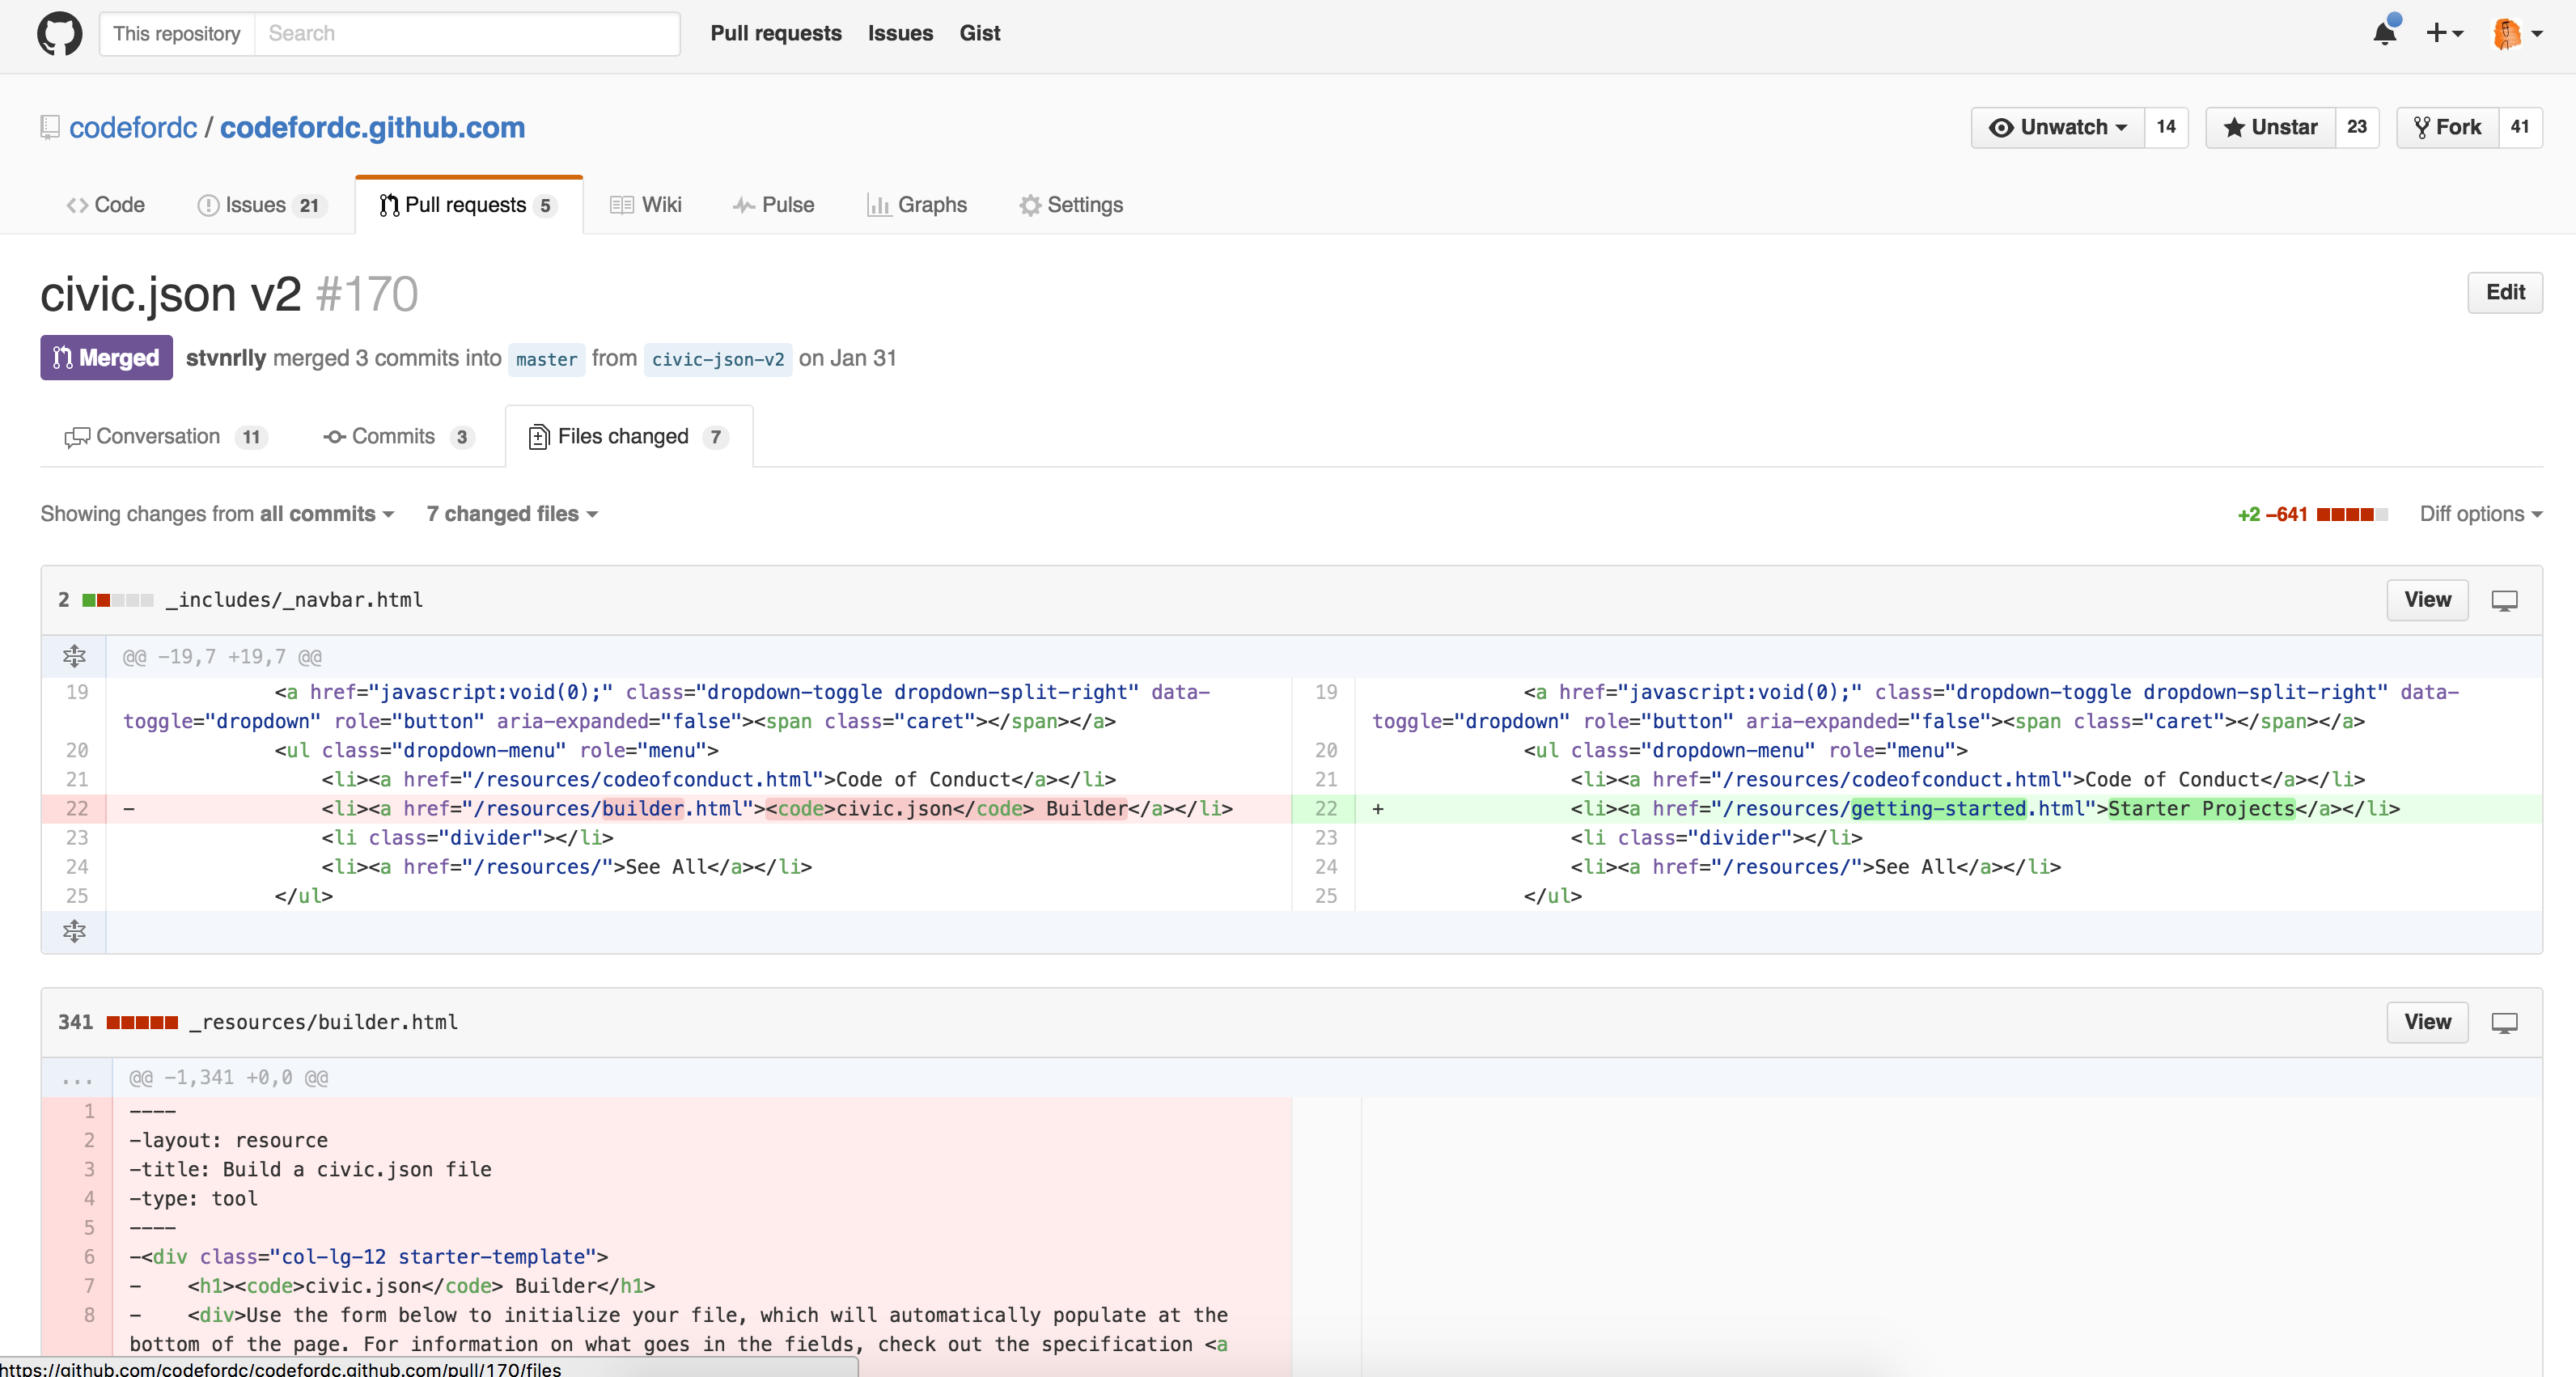 This repository Search Pull requests Issues Gist
codefordc / codefordc.github.com Unwatch 14 Unstar 23 Fork 41
Code Issues 21 Pull requests 5 Wiki Pulse Graphs Settings
civic.json v2 #170 Edit
Merged stvnrlly merged 3 commits into master from civic-json-v2 on Jan 31
Conversation 11 Commits 3 Files changed 7
Showing changes from all commits 7 changed files +2 −641 Diff options
2 _includes/_navbar.html View
@@ -19,7 +19,7 @@
19 <a href="javascript:void(0);" class="dropdown-toggle dropdown-split-right" data-
toggle="dropdown" role="button" aria-expanded="false"><span class="caret"></span></a>
20 <ul class="dropdown-menu" role="menu">
21 <li><a href="/resources/codeofconduct.html">Code of Conduct</a></li>
22 - <li><a href="/resources/builder.html"><code>civic.json</code> Builder</a></li>
23 <li class="divider"></li>
24 <li><a href="/resources/">See All</a></li>
25 </ul>
19 <a href="javascript:void(0);" class="dropdown-toggle dropdown-split-right" data-
toggle="dropdown" role="button" aria-expanded="false"><span class="caret"></span></a>
20 <ul class="dropdown-menu" role="menu">
21 <li><a href="/resources/codeofconduct.html">Code of Conduct</a></li>
22 + <li><a href="/resources/getting-started.html">Starter Projects</a></li>
23 <li class="divider"></li>
24 <li><a href="/resources/">See All</a></li>
25 </ul>
341 _resources/builder.html View
... @@ -1,341 +0,0 @@
1 ----
2 -layout: resource
3 -title: Build a civic.json file
4 -type: tool
5 ----
6 -<div class="col-lg-12 starter-template">
7 - <h1><code>civic.json</code> Builder</h1>
8 - <div>Use the form below to initialize your file, which will automatically populate at the
bottom of the page. For information on what goes in the fields, check out the specification <a
https://github.com/codefordc/codefordc.github.com/pull/170/files